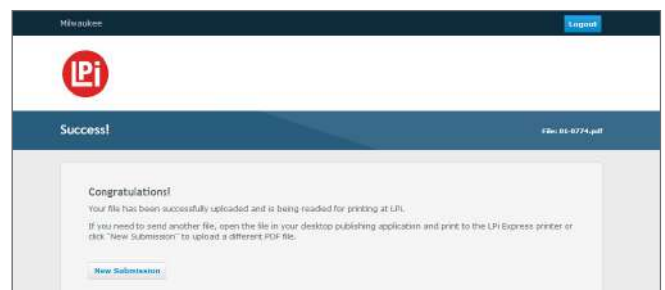 Milwaukee
Logout
LPi
Success!
File: 01-0774.pdf
Congratulations!
Your file has been successfully uploaded and is being readied for printing at LPi.
If you need to send another file, open the file in your desktop publishing application and print to the LPi Express printer or
click "New Submission" to upload a different PDF file.
New Submission